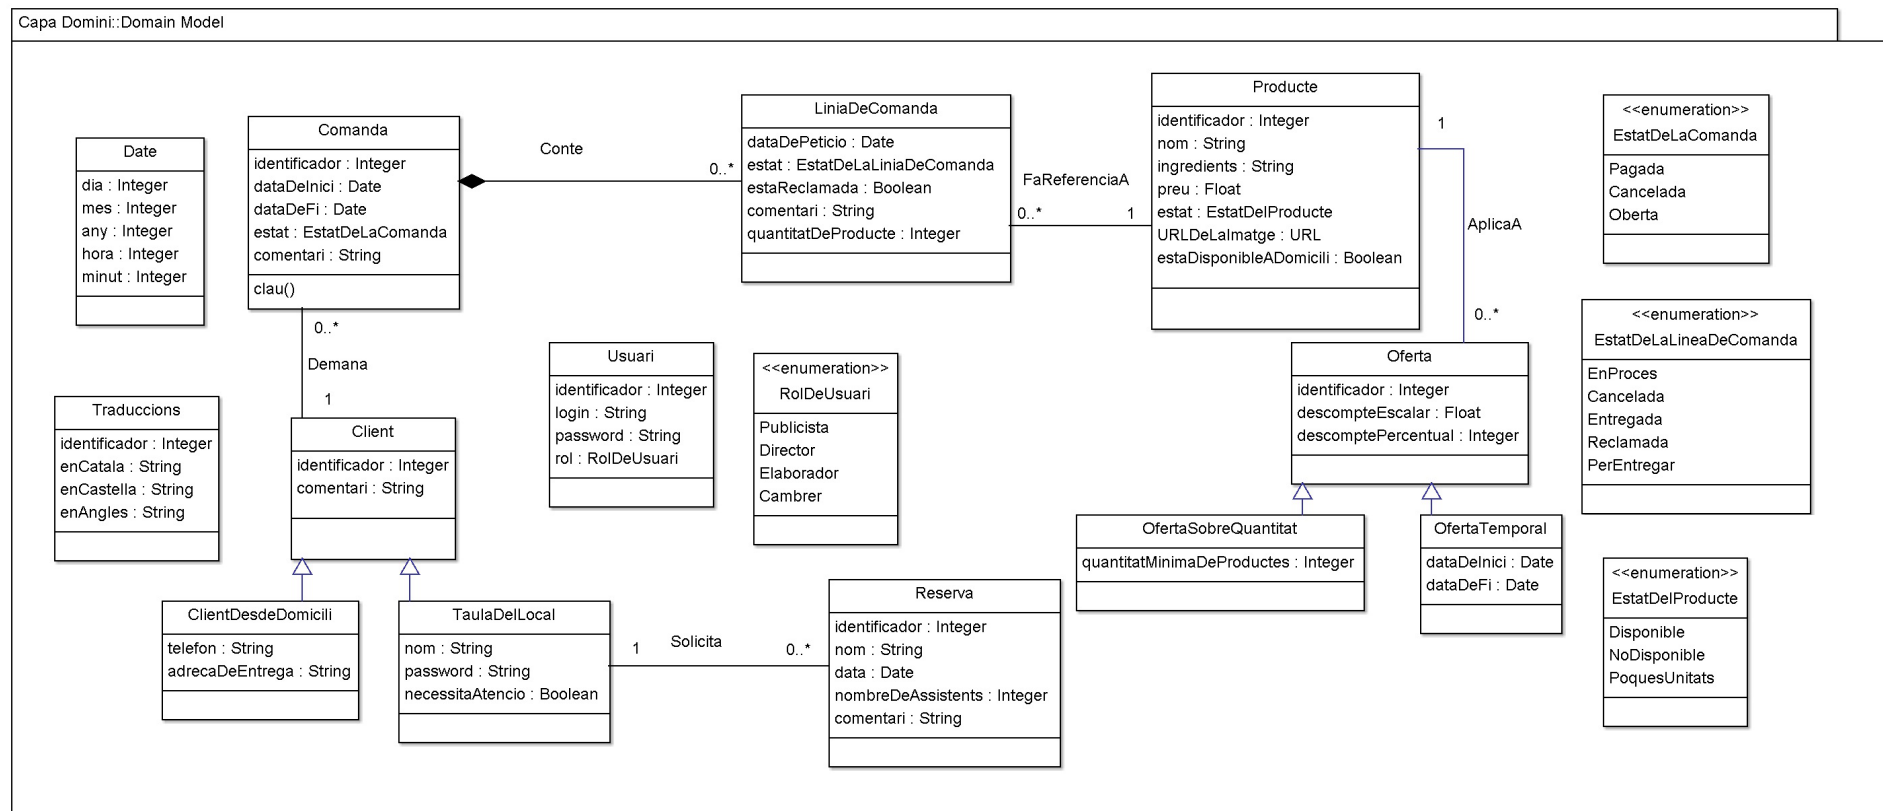 Capa Domini::Domain Model
Date
dia : Integer
mes : Integer
any : Integer
hora : Integer
minut : Integer
Comanda
identificador : Integer
dataDeInici : Date
dataDeFi : Date
estat : EstatDeLaComanda
comentari : String
clau()
Conte
0..*
LiniaDeComanda
dataDePeticio : Date
estat : EstatDeLaLiniaDeComanda
estaReclamada : Boolean
comentari : String
quantitatDeProducte : Integer
FaReferenciaA
0..*
1
Producte
identificador : Integer
nom : String
ingredients : String
preu : Float
estat : EstatDelProducte
URLDeLaImatge : URL
estaDisponibleADomicili : Boolean
1
AplicaA
0..*
<<enumeration>>
EstatDeLaComanda
Pagada
Cancelada
Oberta
<<enumeration>>
EstatDeLaLineaDeComanda
EnProces
Cancelada
Entregada
Reclamada
PerEntregar
0..*
Demana
1
Traduccions
identificador : Integer
enCatala : String
enCastella : String
enAngles : String
Client
identificador : Integer
comentari : String
Usuari
identificador : Integer
login : String
password : String
rol : RolDeUsuari
<<enumeration>>
RolDeUsuari
Publicista
Director
Elaborador
Cambrer
Oferta
identificador : Integer
descompteEscalar : Float
descomptePercentual : Integer
OfertaSobreQuantitat
quantitatMinimaDeProductes : Integer
OfertaTemporal
dataDeInici : Date
dataDeFi : Date
<<enumeration>>
EstatDelProducte
Disponible
NoDisponible
PoquesUnitats
ClientDesdeDomicili
telefon : String
adrecaDeEntrega : String
TaulaDelLocal
nom : String
password : String
necessitaAtencio : Boolean
1
Solicita
0..*
Reserva
identificador : Integer
nom : String
data : Date
nombreDeAssistents : Integer
comentari : String